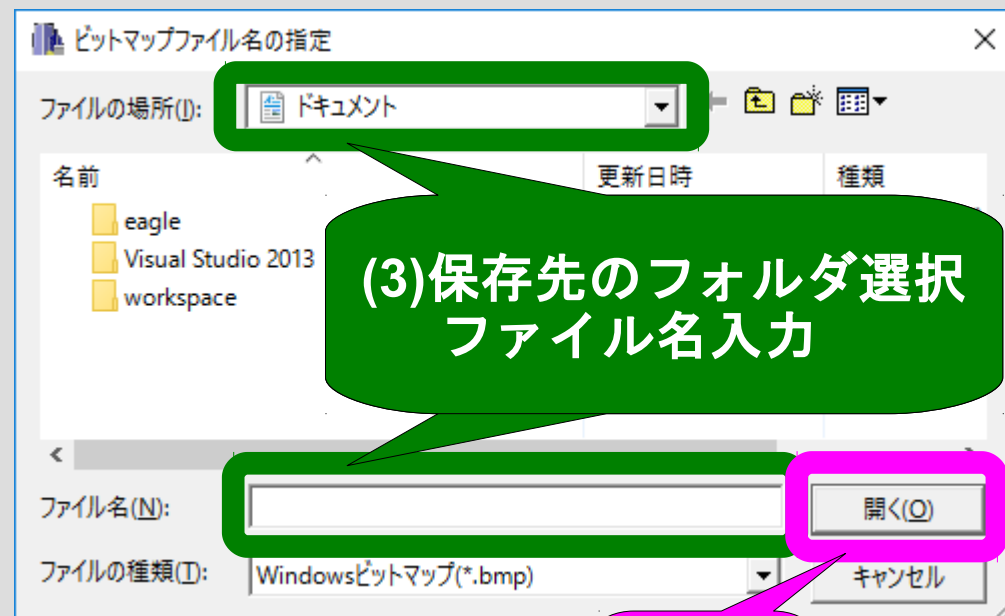 ビットマップファイル名の指定
ファイルの場所(I): ドキュメント
名前 更新日時 種類
eagle
Visual Studio 2013
workspace
(3)保存先のフォルダ選択
ファイル名入力
ファイル名(N): 開く(O)
ファイルの種類(T): Windowsビットマップ(*.bmp) キャンセル